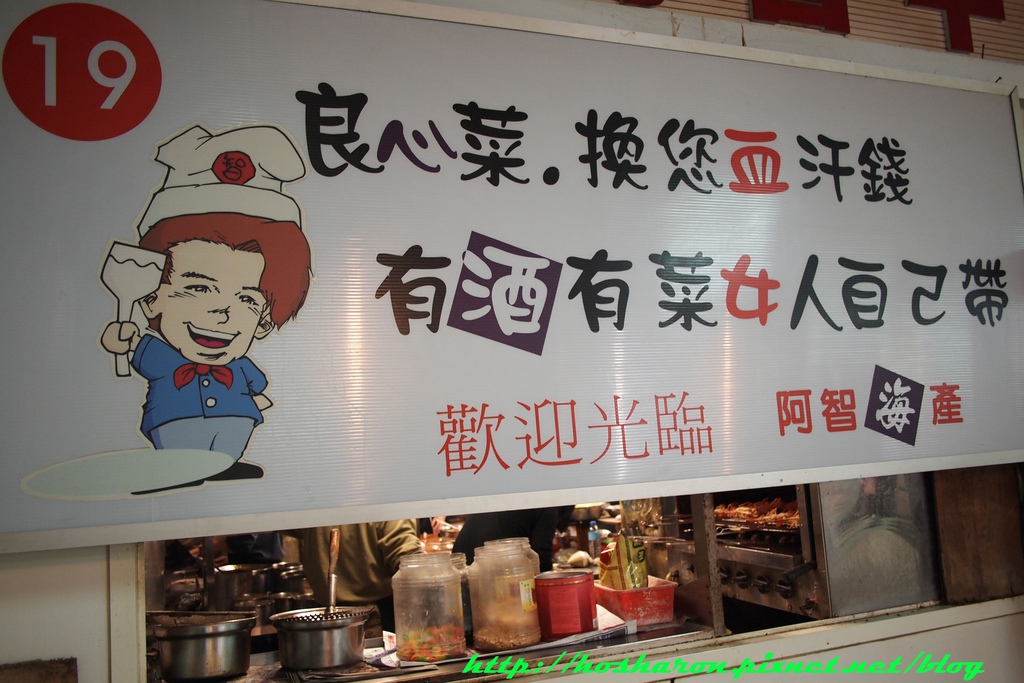 19
良心菜.換您血汗錢
有酒有菜女人自己帶
歡迎光臨
阿智海產
http://hosharon.pixnet.net/blog